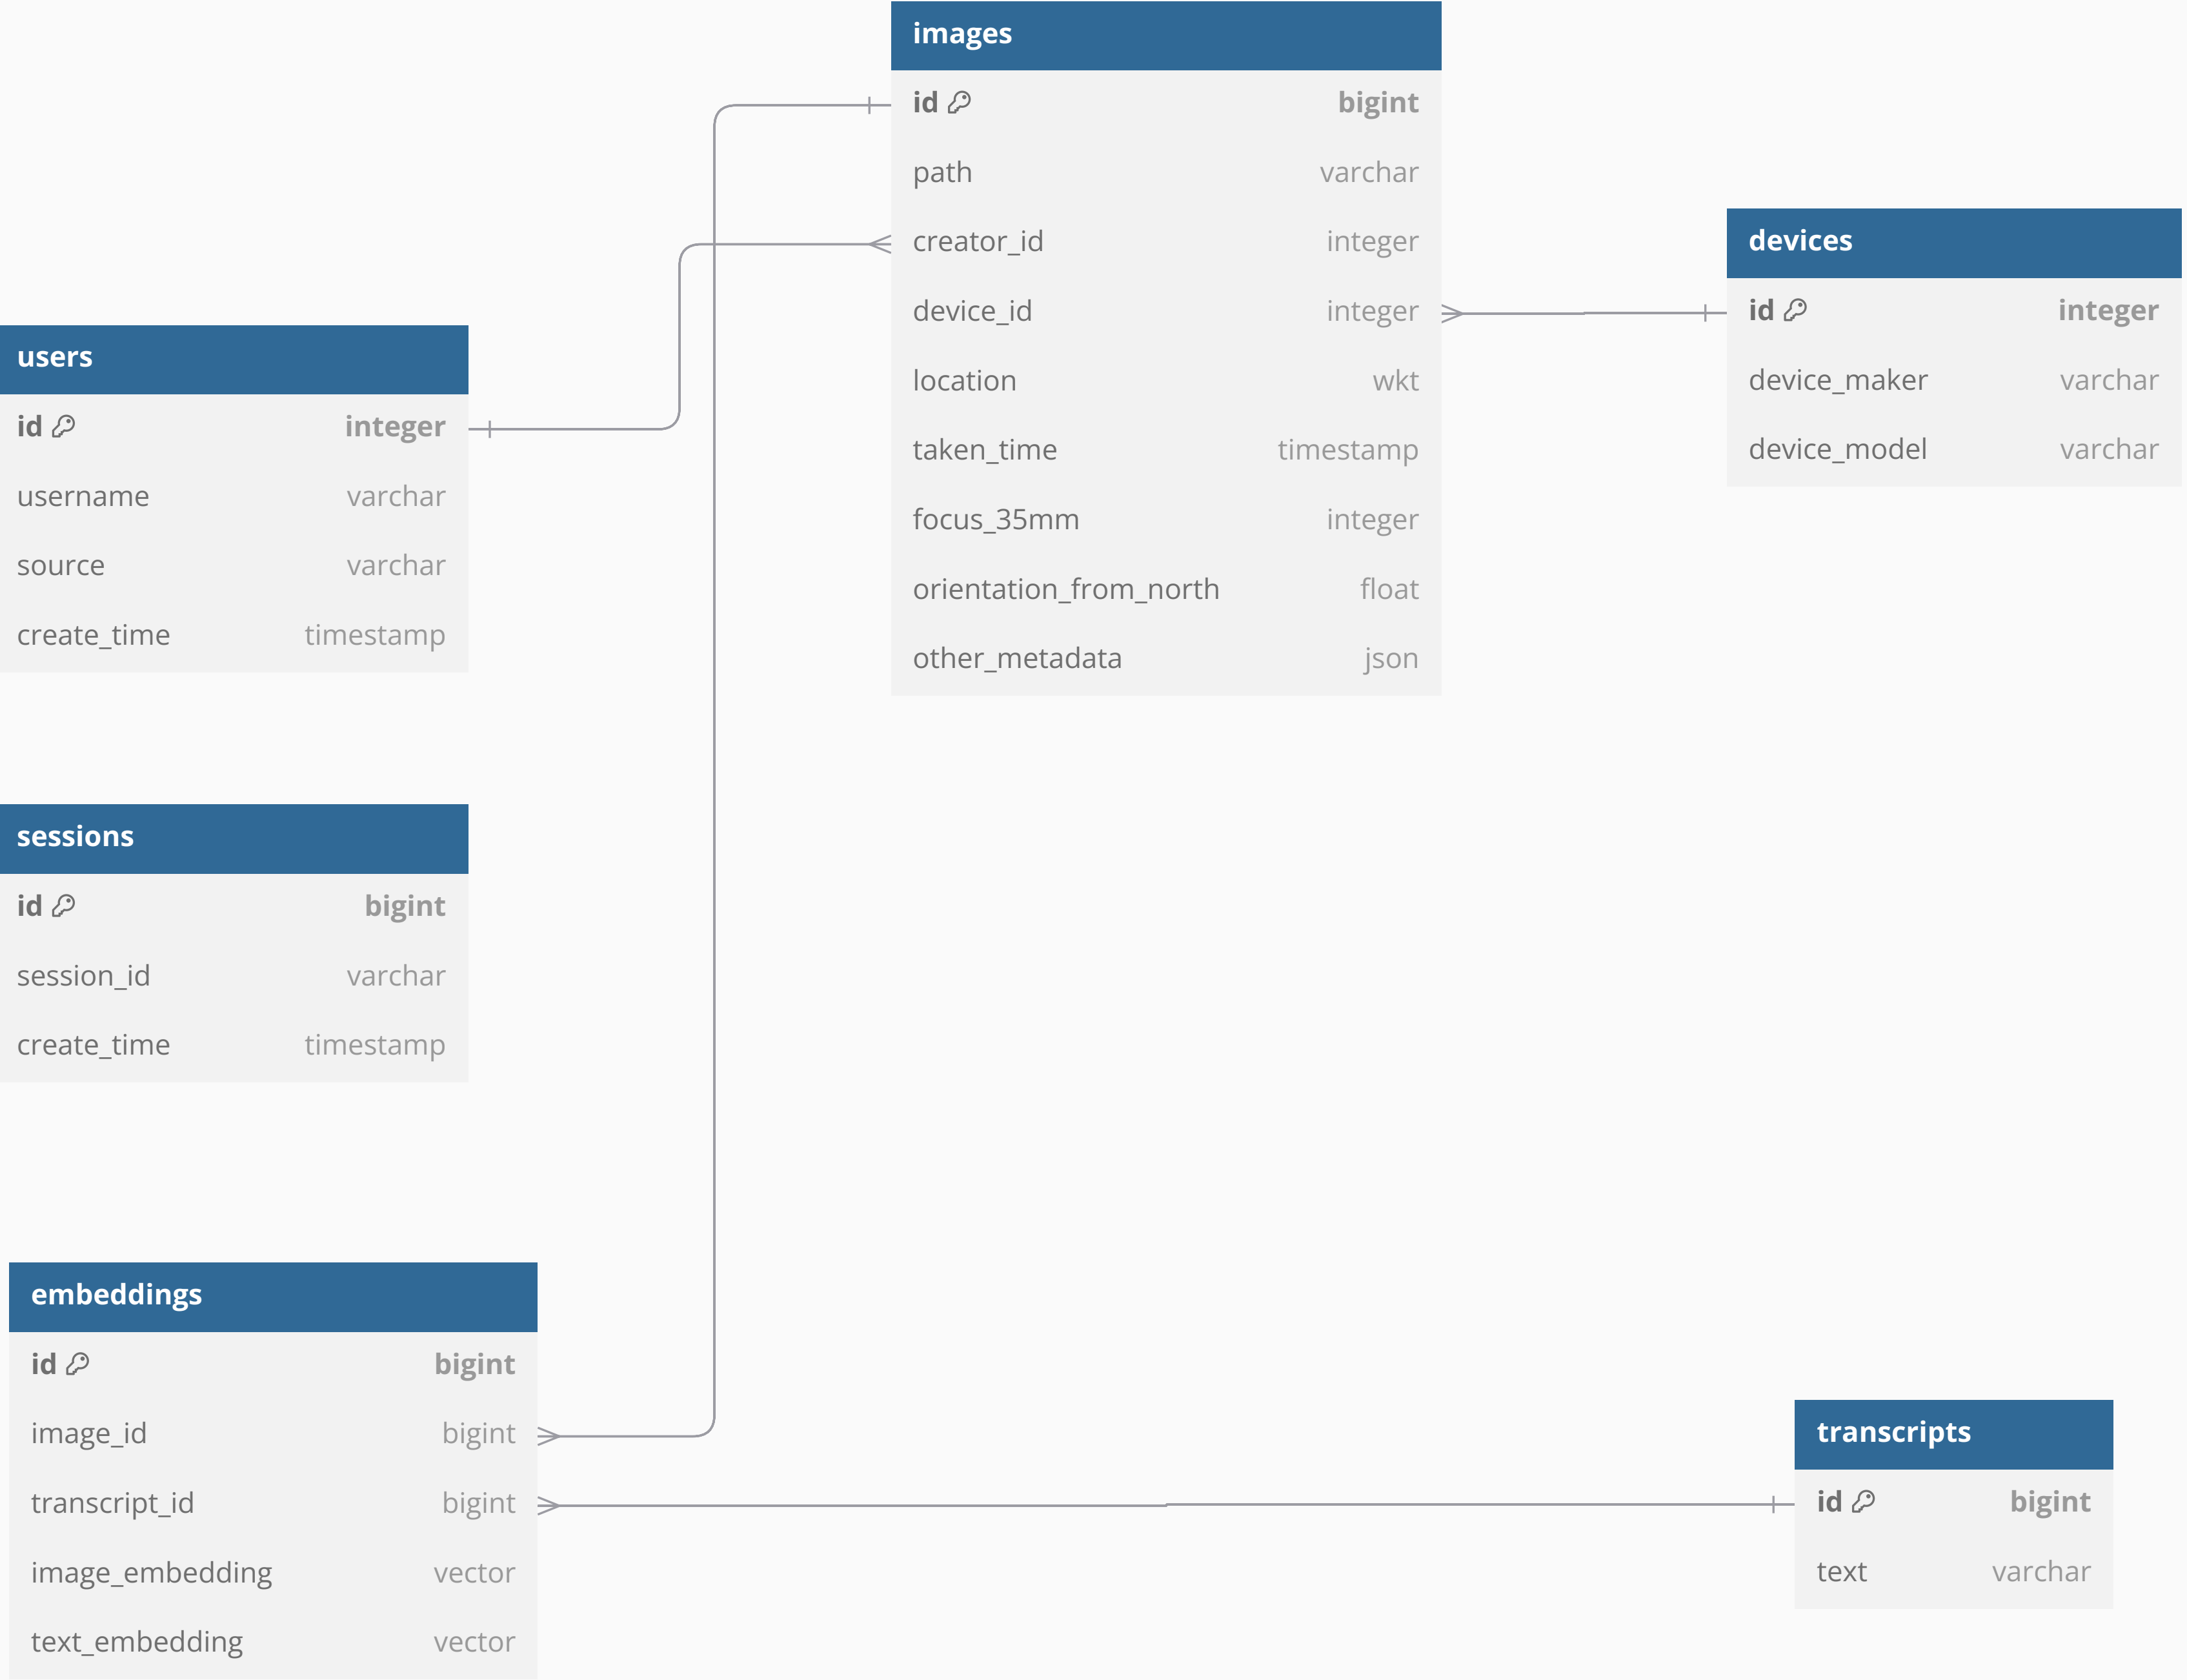 images
id bigint
path varchar
creator_id integer
device_id integer
location wkt
taken_time timestamp
focus_35mm integer
orientation_from_north float
other_metadata json
devices
id integer
device_maker varchar
device_model varchar
users
id integer
username varchar
source varchar
create_time timestamp
sessions
id bigint
session_id varchar
create_time timestamp
embeddings
id bigint
image_id bigint
transcript_id bigint
image_embedding vector
text_embedding vector
transcripts
id bigint
text varchar